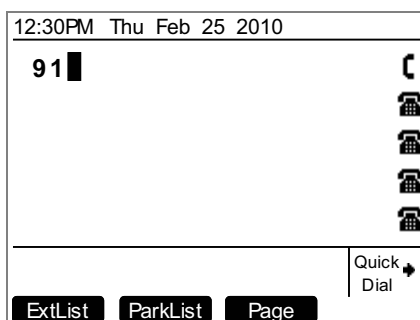 12:30PM Thu Feb 25 2010
91
Quick
Dial
ExtList ParkList Page